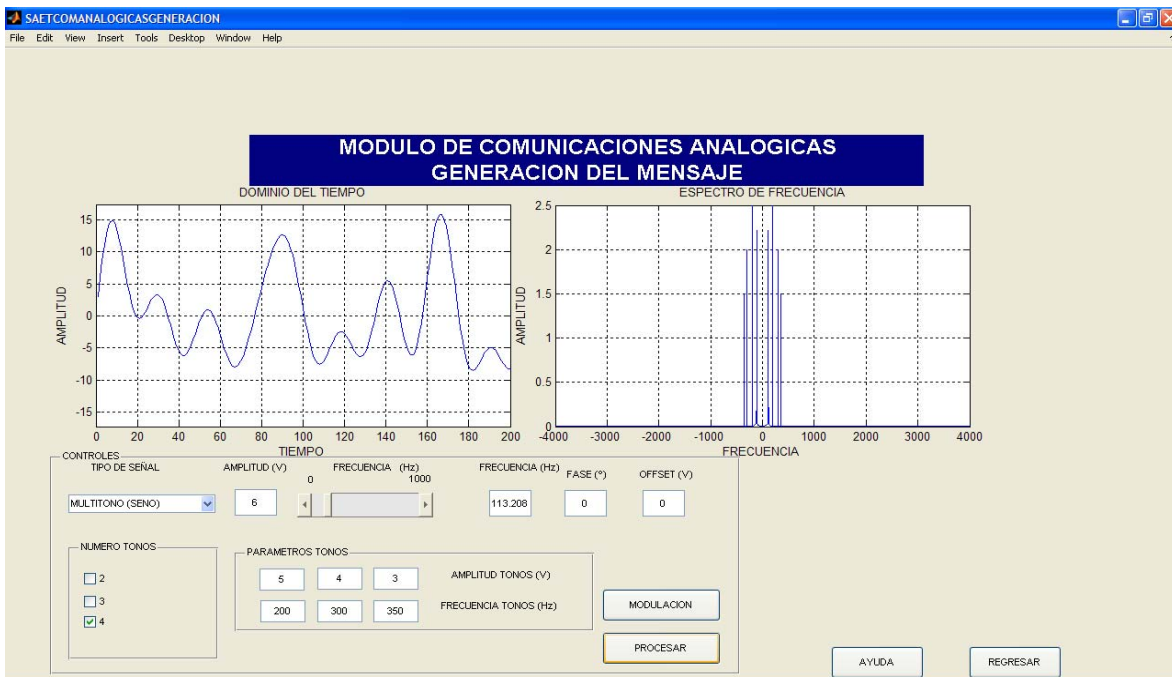 SAETCOMANALOGICASGENERACION
File Edit View Insert Tools Desktop Window Help
MODULO DE COMUNICACIONES ANALOGICAS
GENERACION DEL MENSAJE
DOMINIO DEL TIEMPO
15
10
5
0
-5
-10
-15
AMPLITUD
0 20 40 60 80 100 120 140 160 180 200
TIEMPO
ESPECTRO DE FRECUENCIA
2.5
2
1.5
1
0.5
0
AMPLITUD
-4000 -3000 -2000 -1000 0 1000 2000 3000 4000
FRECUENCIA
CONTROLES
TIPO DE SEÑAL
MULTITONO (SENO)
AMPLITUD (V)
6
FRECUENCIA (Hz)
0 1000
FRECUENCIA (Hz)
113.208
FASE (º)
0
OFFSET (V)
0
NUMERO TONOS
2
3
4
PARAMETROS TONOS
5 4 3 AMPLITUD TONOS (V)
200 300 350 FRECUENCIA TONOS (Hz)
MODULACION
PROCESAR
AYUDA
REGRESAR